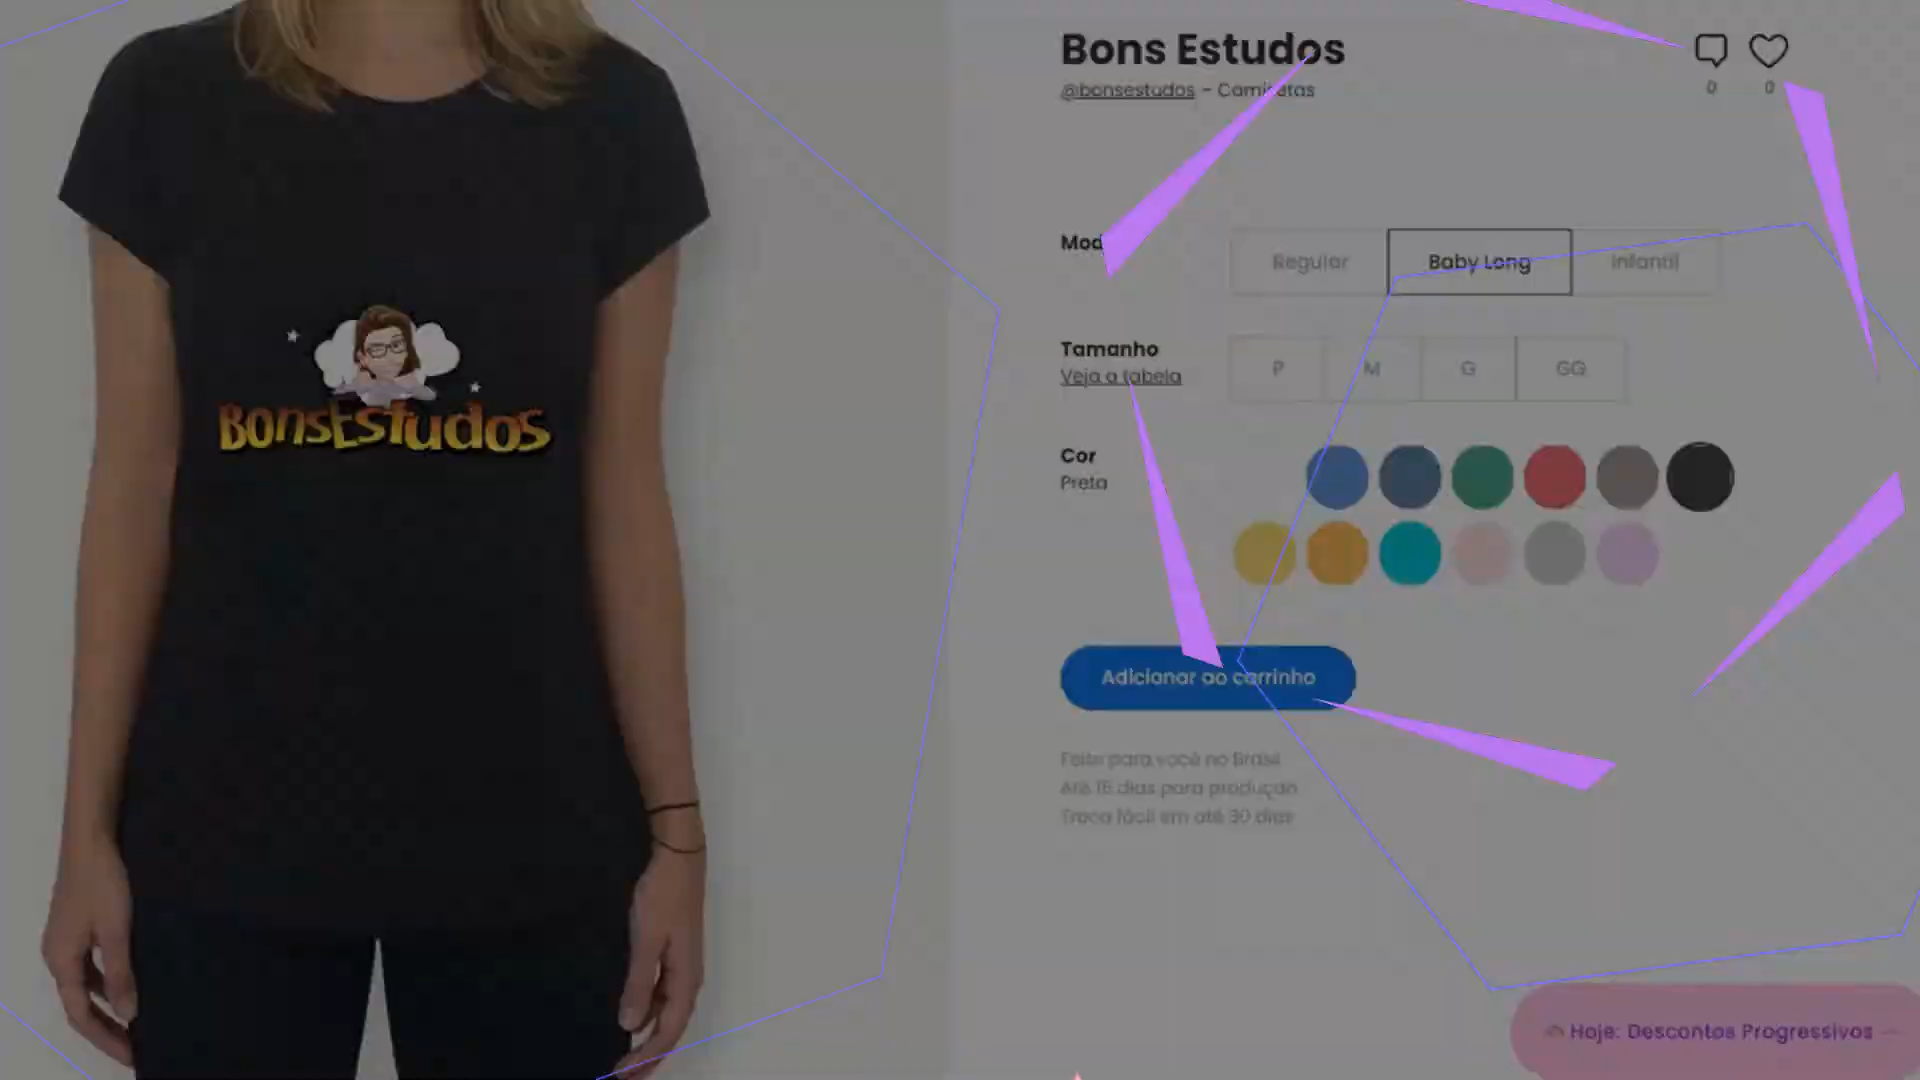 BonsEstudos
Bons Estudos
@bonsestudos - Camisetas
0 0
Mod
Regular Baby Long Infantil
Tamanho
Veja a tabela
P M G GG
Cor
Preta
Adicionar ao carrinho
Feito para você no Brasil
Até 15 dias para produção
Troca fácil em até 30 dias
Hoje: Descontos Progressivos